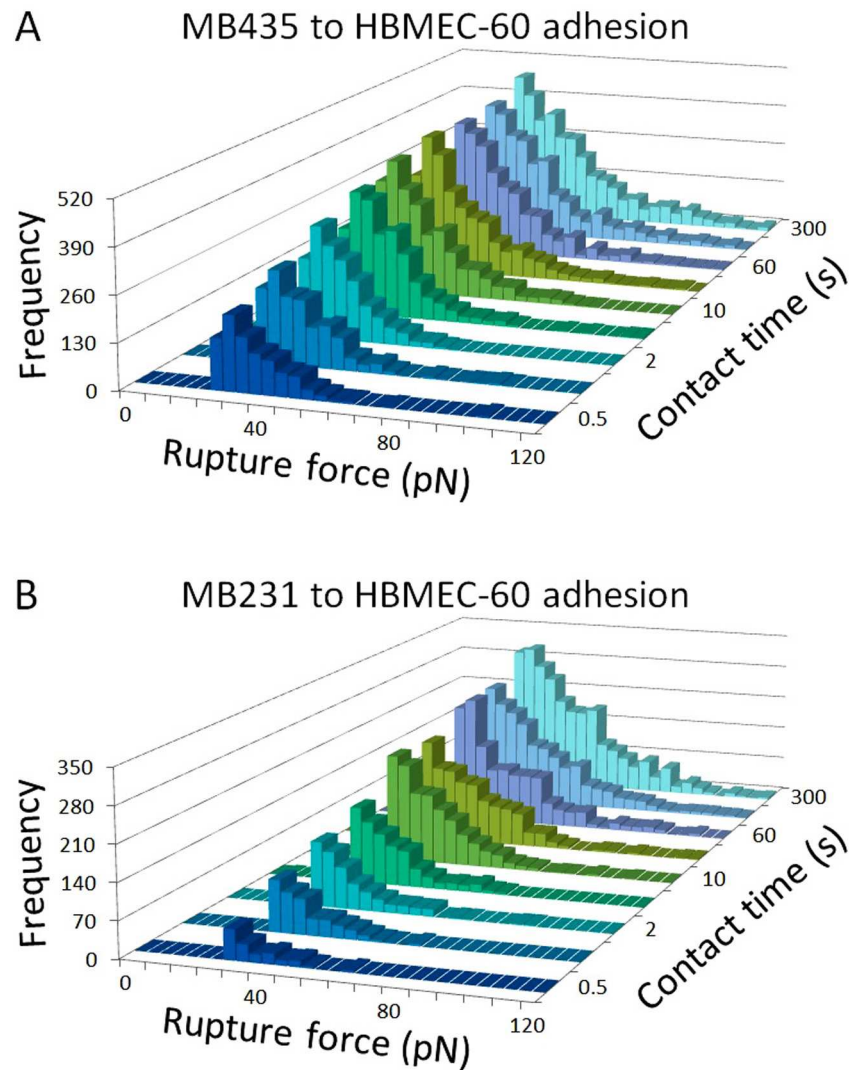 A
MB435 to HBMEC-60 adhesion
520
390
260
130
0
Frequency
0
40
80
120
Rupture force (pN)
0.5
2
10
60
300
Contact time (s)
B
MB231 to HBMEC-60 adhesion
350
280
210
140
70
0
Frequency
0
40
80
120
Rupture force (pN)
0.5
2
10
60
300
Contact time (s)